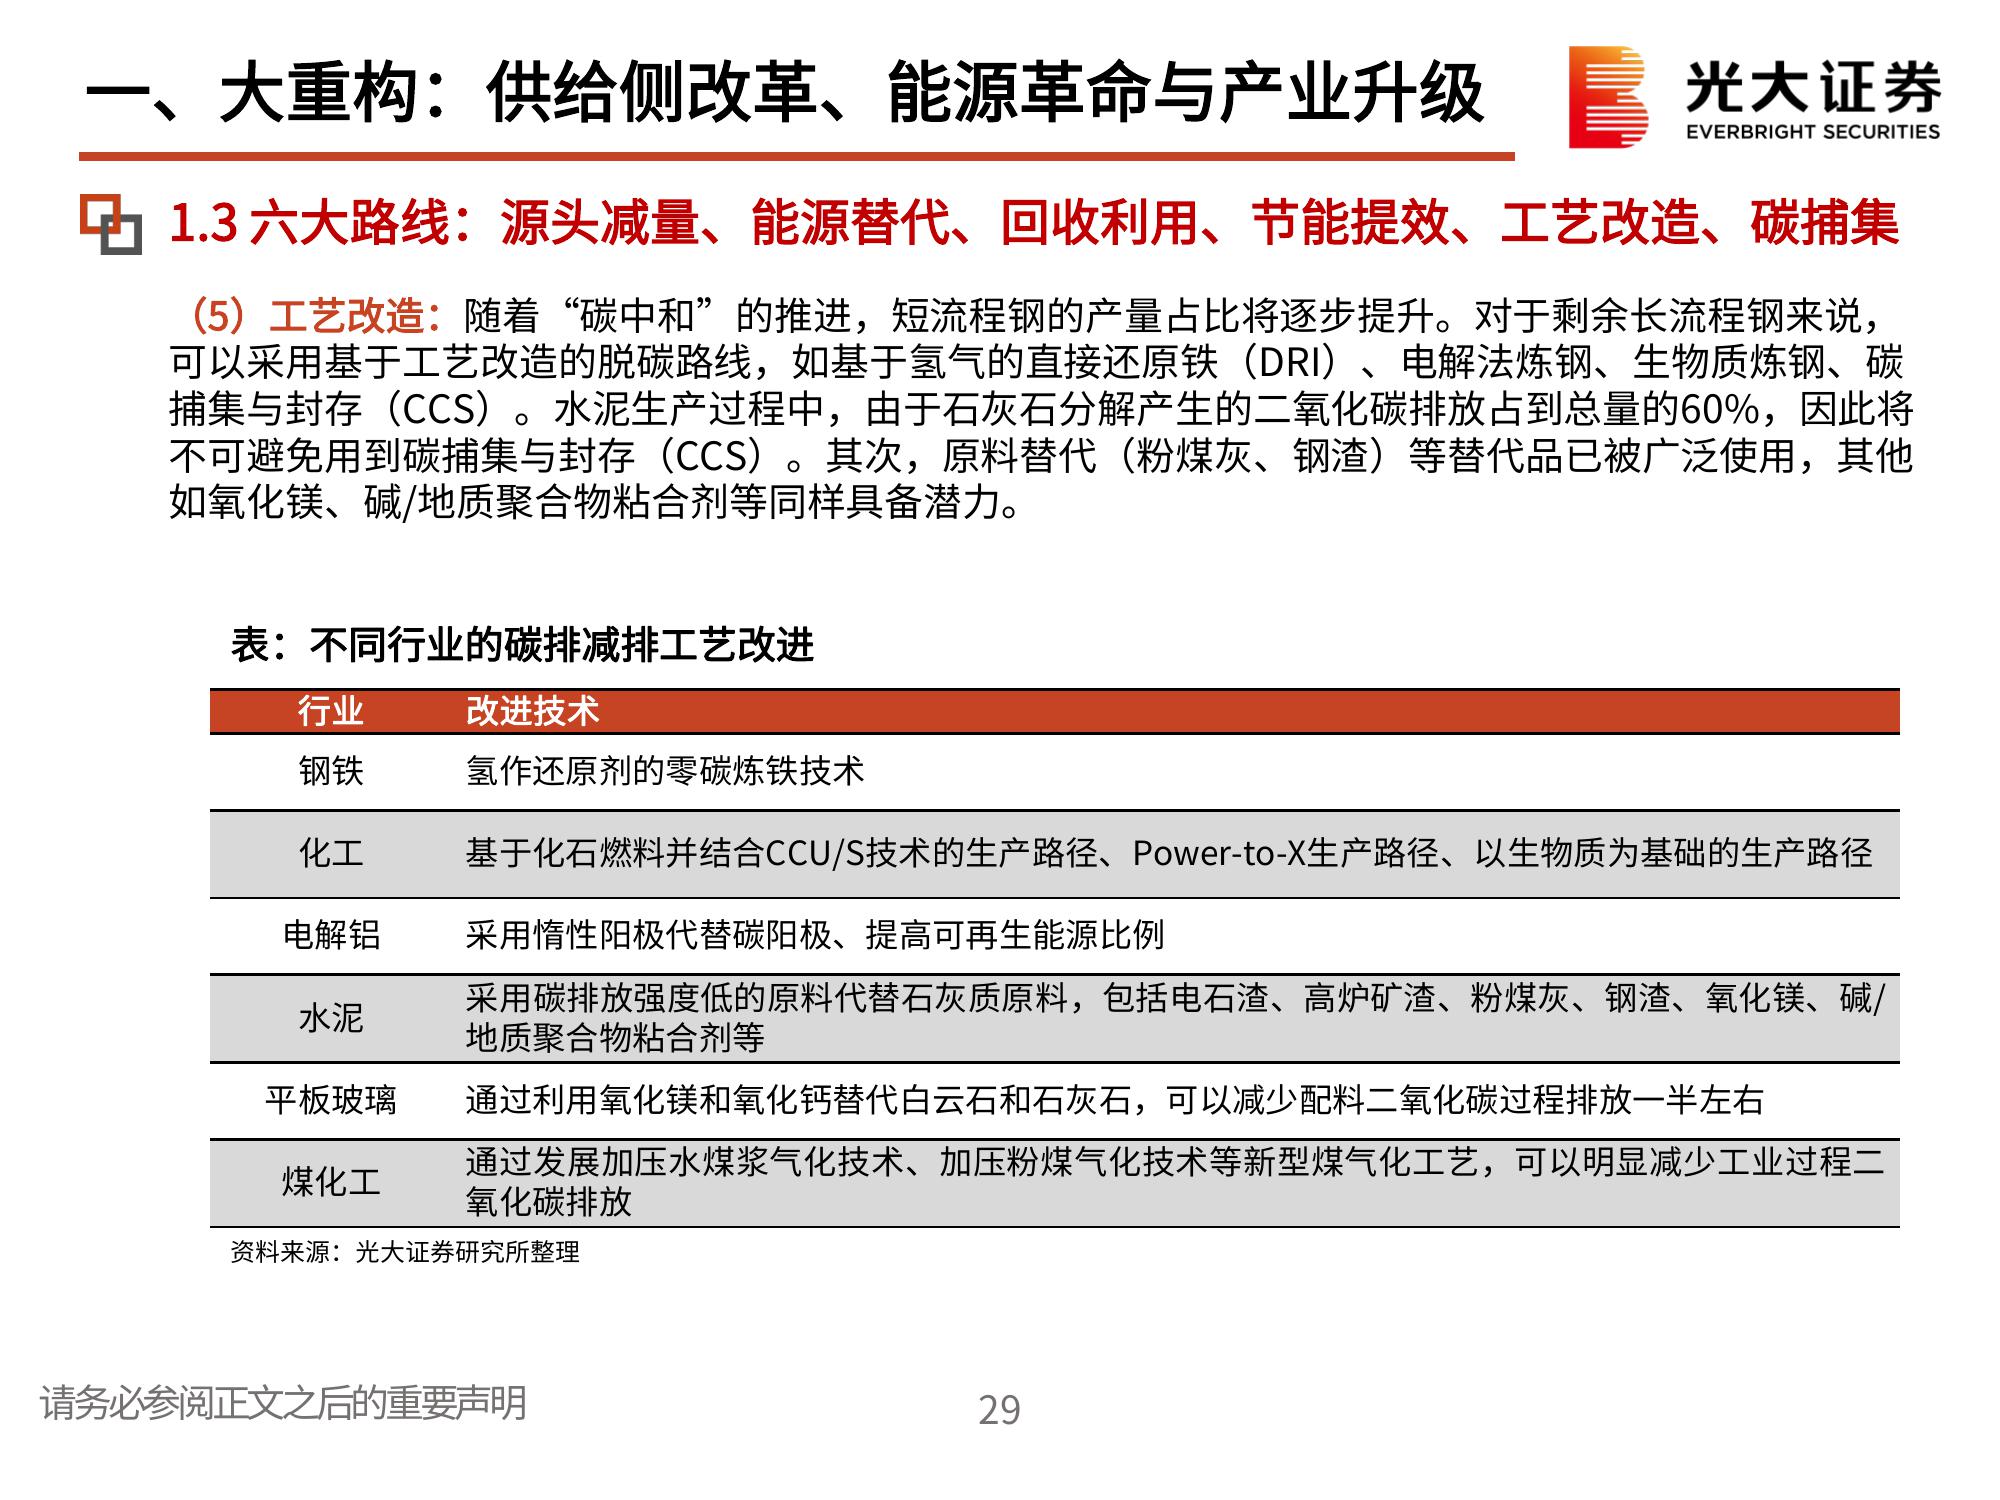 一、大重构：供给侧改革、能源革命与产业升级
光大证券
EVERBRIGHT SECURITIES
1.3 六大路线：源头减量、能源替代、回收利用、节能提效、工艺改造、碳捕集
（5）工艺改造：随着“碳中和”的推进，短流程钢的产量占比将逐步提升。对于剩余长流程钢来说，
可以采用基于工艺改造的脱碳路线，如基于氢气的直接还原铁（DRI）、电解法炼钢、生物质炼钢、碳
捕集与封存（CCS）。水泥生产过程中，由于石灰石分解产生的二氧化碳排放占到总量的60%，因此将
不可避免用到碳捕集与封存（CCS）。其次，原料替代（粉煤灰、钢渣）等替代品已被广泛使用，其他
如氧化镁、碱/地质聚合物粘合剂等同样具备潜力。
表：不同行业的碳排减排工艺改进
行业 改进技术
钢铁 氢作还原剂的零碳炼铁技术
化工 基于化石燃料并结合CCU/S技术的生产路径、Power-to-X生产路径、以生物质为基础的生产路径
电解铝 采用惰性阳极代替碳阳极、提高可再生能源比例
水泥 采用碳排放强度低的原料代替石灰质原料，包括电石渣、高炉矿渣、粉煤灰、钢渣、氧化镁、碱/
地质聚合物粘合剂等
平板玻璃 通过利用氧化镁和氧化钙替代白云石和石灰石，可以减少配料二氧化碳过程排放一半左右
煤化工 通过发展加压水煤浆气化技术、加压粉煤气化技术等新型煤气化工艺，可以明显减少工业过程二
氧化碳排放
资料来源：光大证券研究所整理
请务必参阅正文之后的重要声明
29